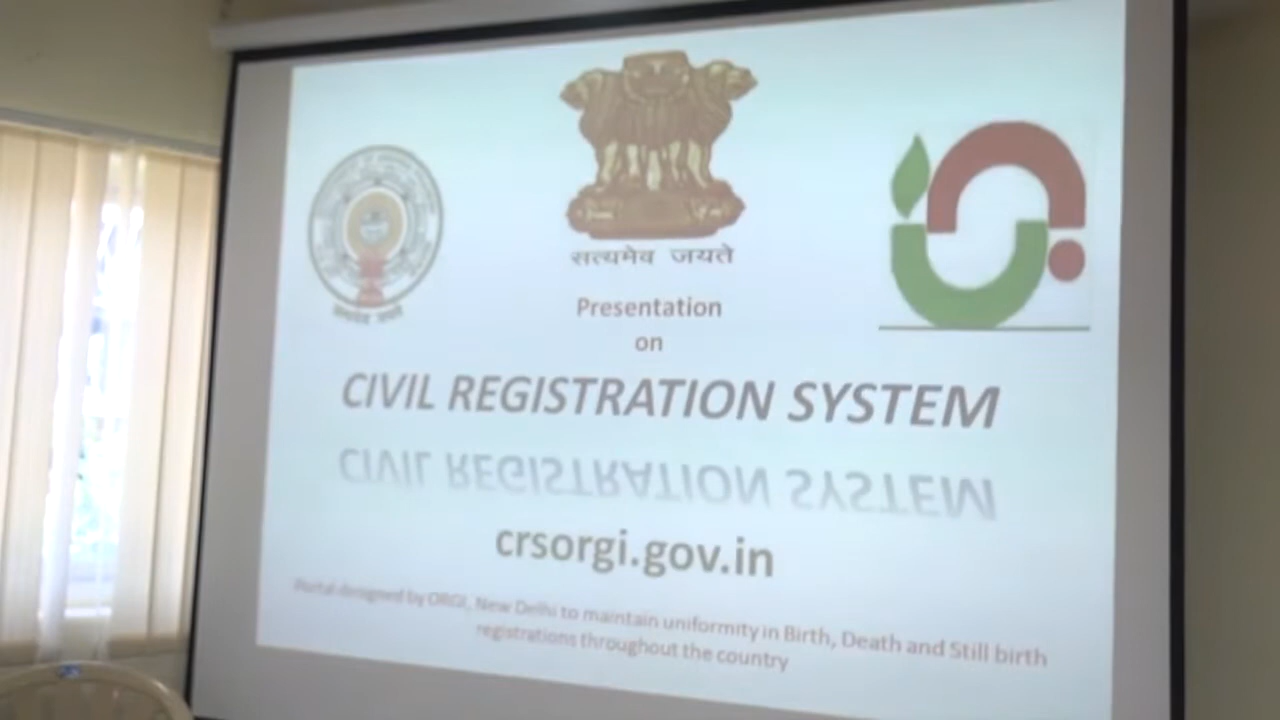 सत्यमेव जयते
Presentation
on
CIVIL REGISTRATION SYSTEM
CIVIL REGISTRATION SYSTEM
crsorgi.gov.in
Portal designed by ORGI, New Delhi to maintain uniformity in Birth, Death and Still birth
registrations throughout the country